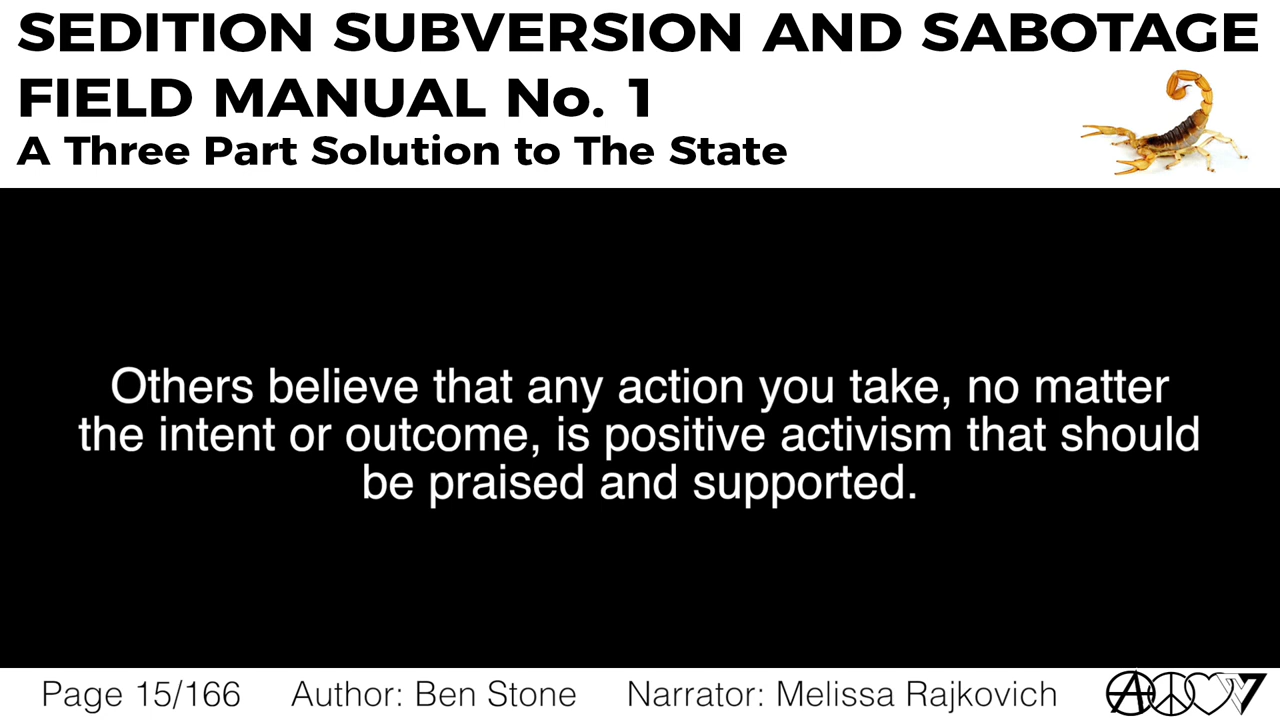 SEDITION SUBVERSION AND SABOTAGE
FIELD MANUAL No. 1
A Three Part Solution to The State
Others believe that any action you take, no matter
the intent or outcome, is positive activism that should
be praised and supported.
Page 15/166 Author: Ben Stone Narrator: Melissa Rajkovich